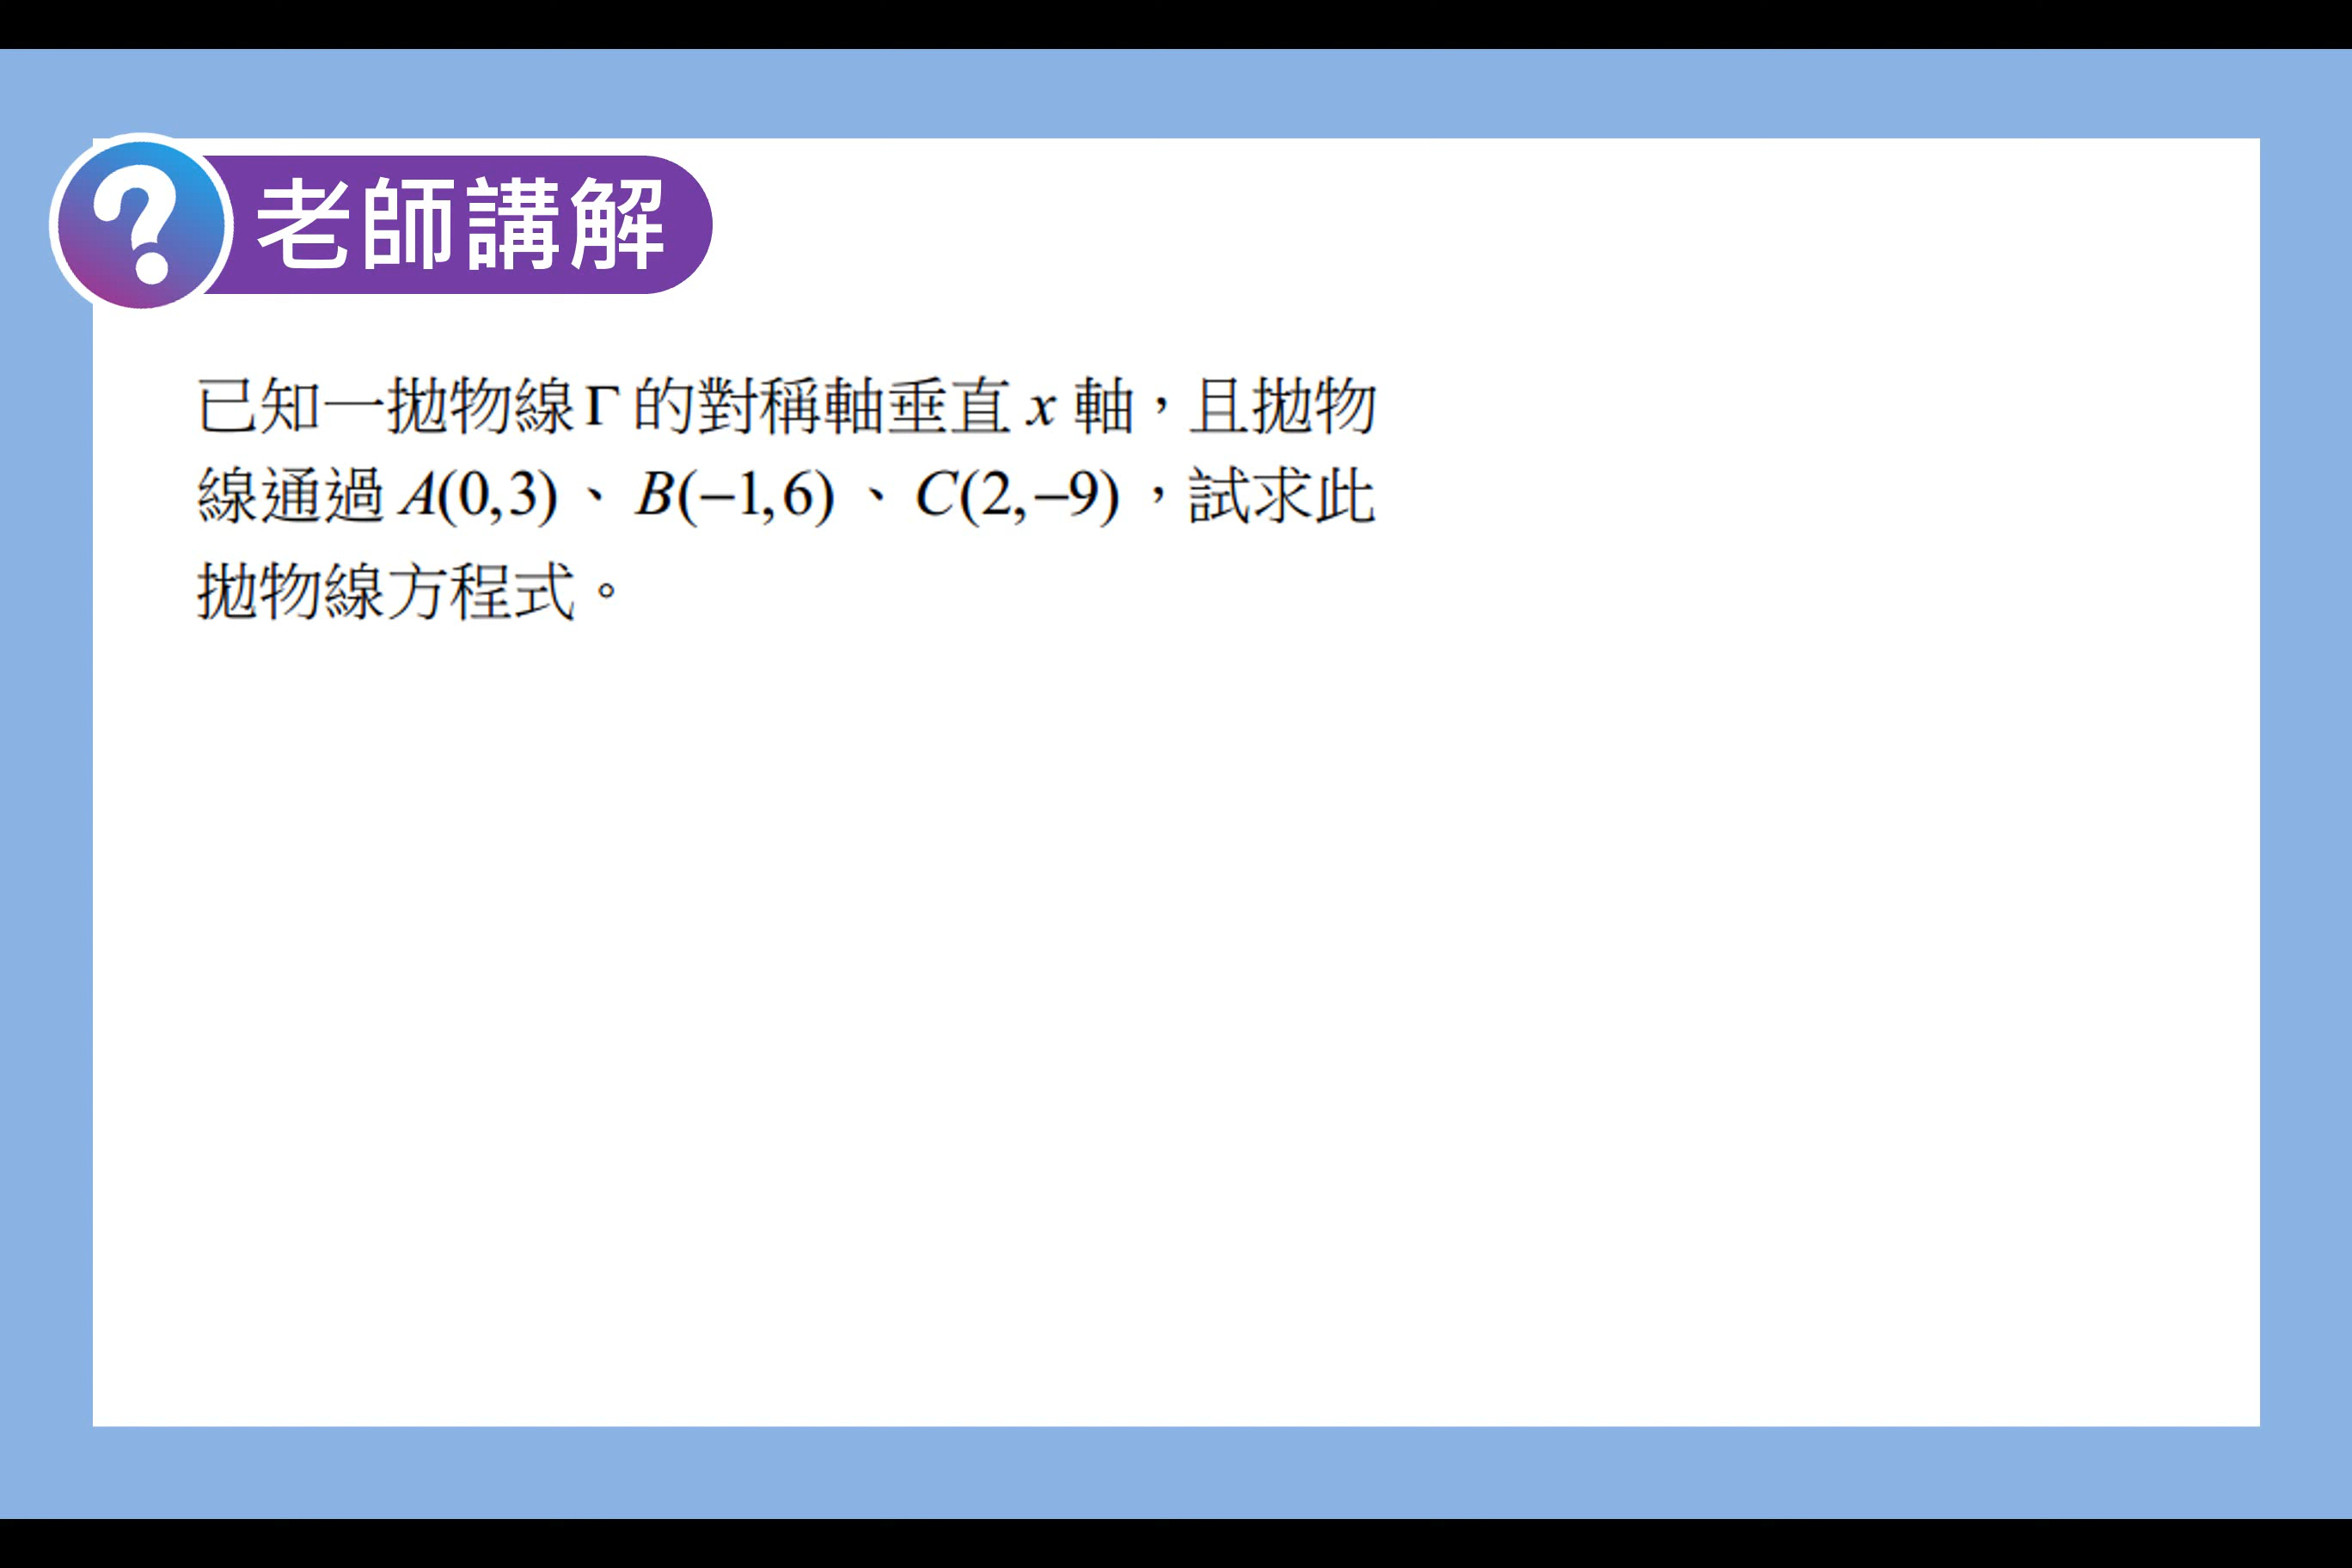 ?
老師講解
已知一拋物線Γ的對稱軸垂直 x 軸，且拋物
線通過 A(0,3)、B(−1,6)、C(2,−9)，試求此
拋物線方程式。